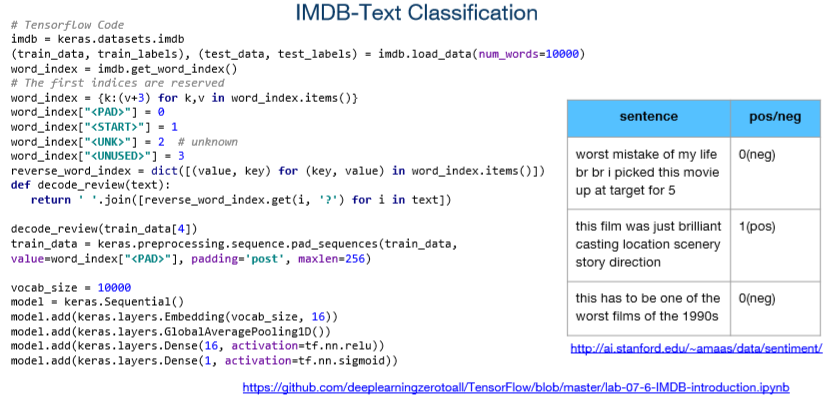 IMDB-Text Classification
# Tensorflow Code
imdb = keras.datasets.imdb
(train_data, train_labels), (test_data, test_labels) = imdb.load_data(num_words=10000)
word_index = imdb.get_word_index()
# The first indices are reserved
word_index = {k:(v+3) for k,v in word_index.items()}
word_index["<PAD>"] = 0
word_index["<START>"] = 1
word_index["<UNK>"] = 2  # unknown
word_index["<UNUSED>"] = 3
reverse_word_index = dict([(value, key) for (key, value) in word_index.items()])
def decode_review(text):
   return ' '.join([reverse_word_index.get(i, '?') for i in text])
decode_review(train_data[4])
train_data = keras.preprocessing.sequence.pad_sequences(train_data,
value=word_index["<PAD>"], padding='post', maxlen=256)
vocab_size = 10000
model = keras.Sequential()
model.add(keras.layers.Embedding(vocab_size, 16))
model.add(keras.layers.GlobalAveragePooling1D())
model.add(keras.layers.Dense(16, activation=tf.nn.relu))
model.add(keras.layers.Dense(1, activation=tf.nn.sigmoid))
sentence pos/neg
worst mistake of my life 0(neg)
br br i picked this movie
up at target for 5
this film was just brilliant 1(pos)
casting location scenery
story direction
this has to be one of the 0(neg)
worst films of the 1990s
http://ai.stanford.edu/~amaas/data/sentiment/
https://github.com/deeplearningzerotoall/TensorFlow/blob/master/lab-07-6-IMDB-introduction.ipynb